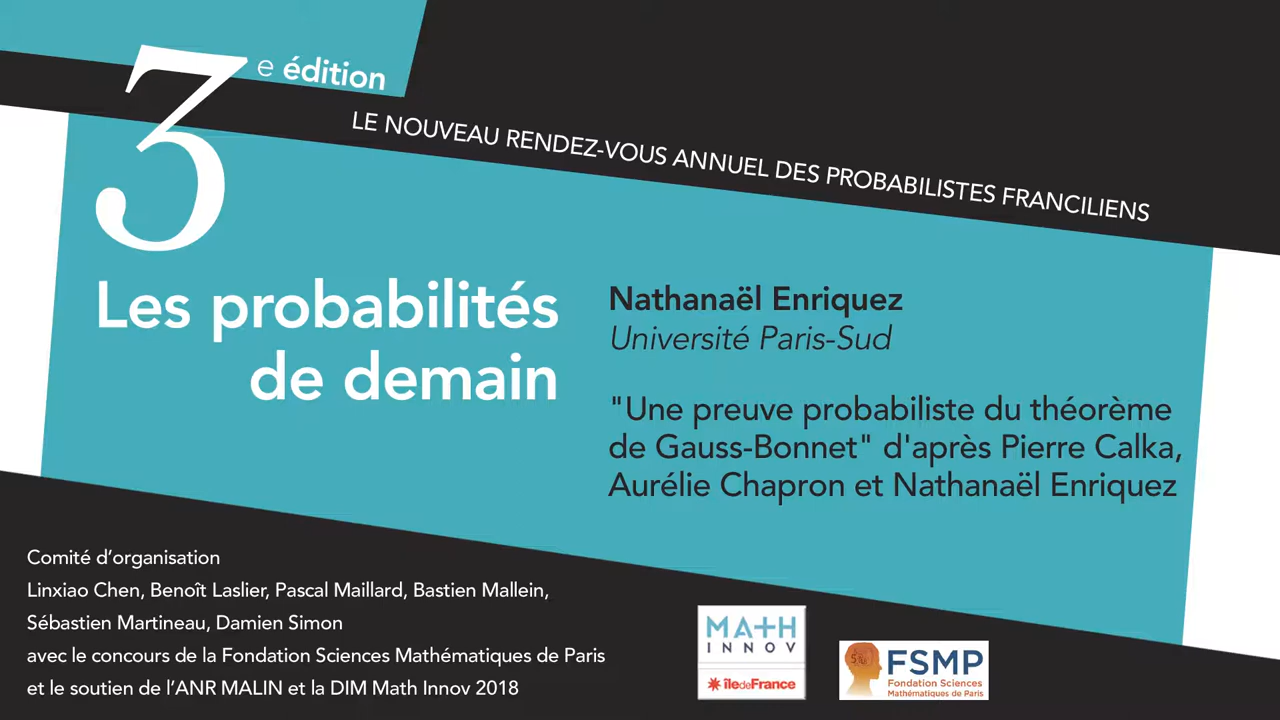 3e édition
LE NOUVEAU RENDEZ-VOUS ANNUEL DES PROBABILISTES FRANCILIENS
Les probabilités
de demain
Nathanaël Enriquez
Université Paris-Sud
"Une preuve probabiliste du théorème
de Gauss-Bonnet" d'après Pierre Calka,
Aurélie Chapron et Nathanaël Enriquez
Comité d'organisation
Linxiao Chen, Benoît Laslier, Pascal Maillard, Bastien Mallein,
Sébastien Martineau, Damien Simon
avec le concours de la Fondation Sciences Mathématiques de Paris
et le soutien de l'ANR MALIN et la DIM Math Innov 2018
MATH
INNOV
îledeFrance
FSMP
Fondation Sciences
Mathématiques de Paris